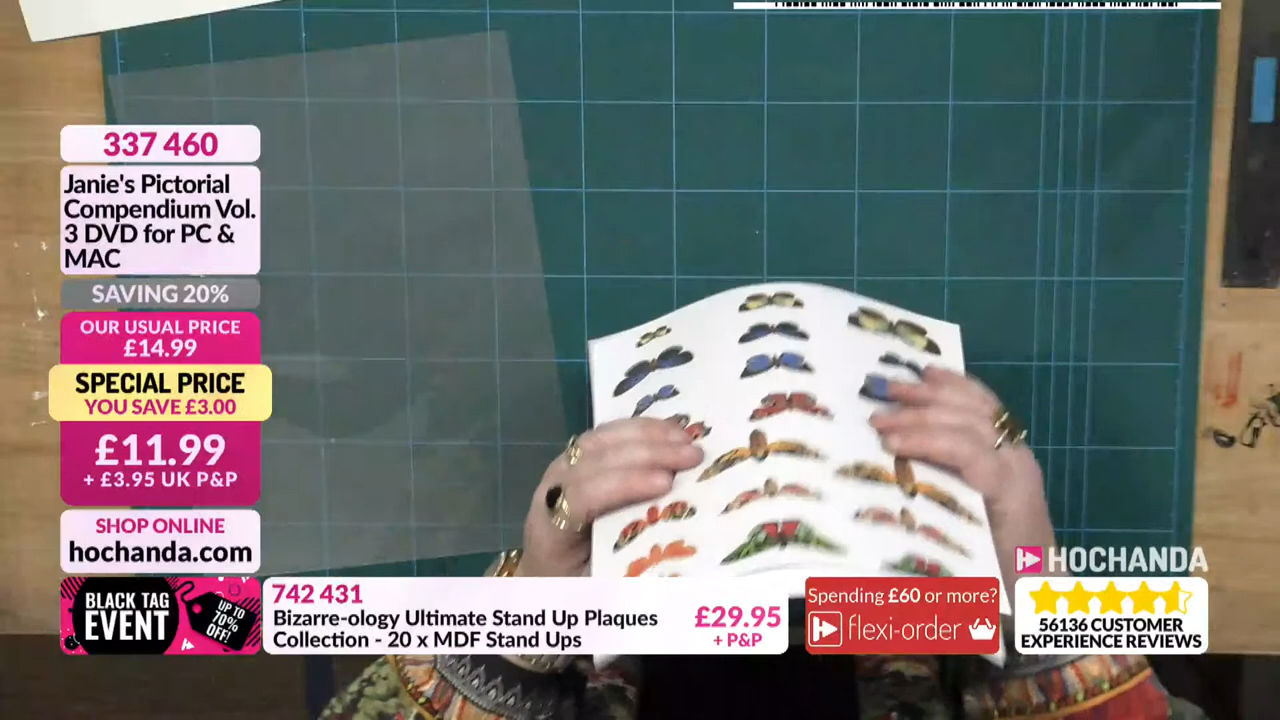 337 460
Janie's Pictorial
Compendium Vol.
3 DVD for PC &
MAC
SAVING 20%
OUR USUAL PRICE
£14.99
SPECIAL PRICE
YOU SAVE £3.00
£11.99
+ £3.95 UK P&P
SHOP ONLINE
hochanda.com
BLACK TAG
EVENT
UP TO
70%
OFF!
742 431
Bizarre-ology Ultimate Stand Up Plaques
Collection - 20 x MDF Stand Ups
£29.95
+ P&P
Spending £60 or more?
flexi-order
HOCHANDA
56136 CUSTOMER
EXPERIENCE REVIEWS